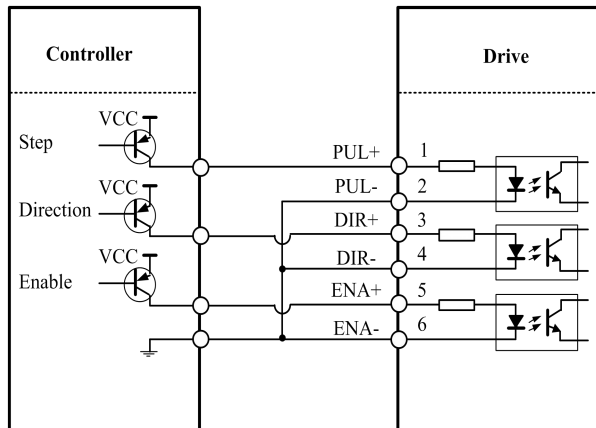 Controller
Drive
VCC
Step
PUL+ 1
PUL- 2
VCC
Direction
DIR+ 3
DIR- 4
VCC
Enable
ENA+ 5
ENA- 6